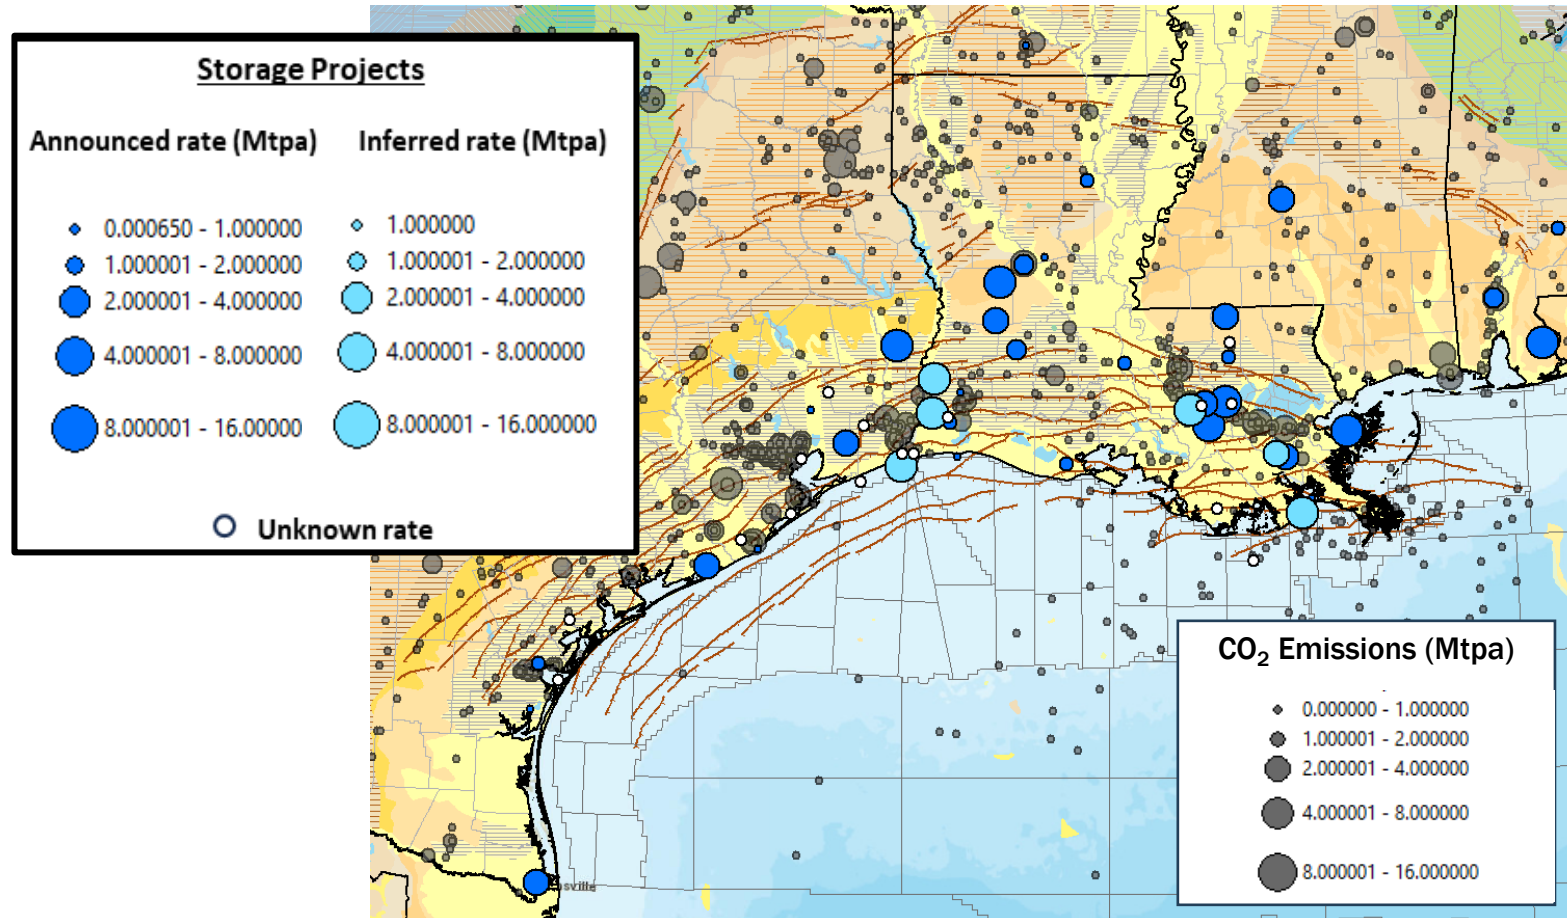 Storage Projects
Announced rate (Mtpa) Inferred rate (Mtpa)
0.000650 - 1.000000 1.000000
1.000001 - 2.000000 1.000001 - 2.000000
2.000001 - 4.000000 2.000001 - 4.000000
4.000001 - 8.000000 4.000001 - 8.000000
8.000001 - 16.00000 8.000001 - 16.000000
Unknown rate
CO₂ Emissions (Mtpa)
0.000000 - 1.000000
1.000001 - 2.000000
2.000001 - 4.000000
4.000001 - 8.000000
8.000001 - 16.000000